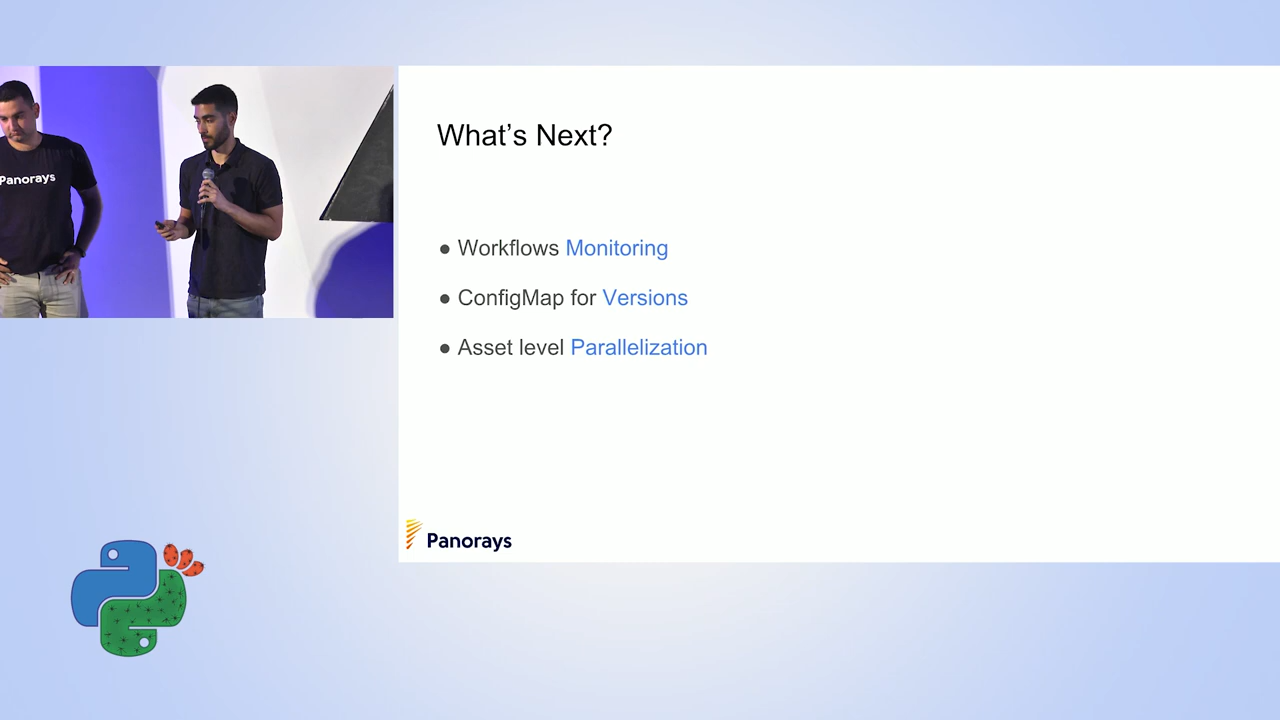 Panorays
What's Next?
● Workflows Monitoring
● ConfigMap for Versions
● Asset level Parallelization
Panorays